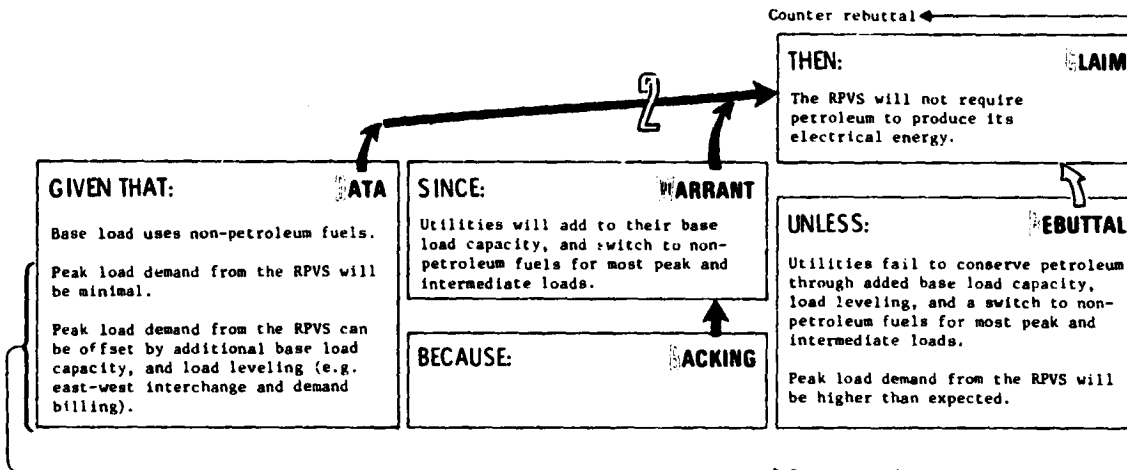 Counter rebuttal
THEN: CLAIM
The RPVS will not require
petroleum to produce its
electrical energy.
2
GIVEN THAT: DATA
Base load uses non-petroleum fuels.
Peak load demand from the RPVS will
be minimal.
Peak load demand from the RPVS can
be offset by additional base load
capacity, and load leveling (e.g.
east-west interchange and demand
billing).
SINCE: WARRANT
Utilities will add to their base
load capacity, and switch to non-
petroleum fuels for most peak and
intermediate loads.
BECAUSE: BACKING
UNLESS: REBUTTAL
Utilities fail to conserve petroleum
through added base load capacity,
load leveling, and a switch to non-
petroleum fuels for most peak and
intermediate loads.
Peak load demand from the RPVS will
be higher than expected.